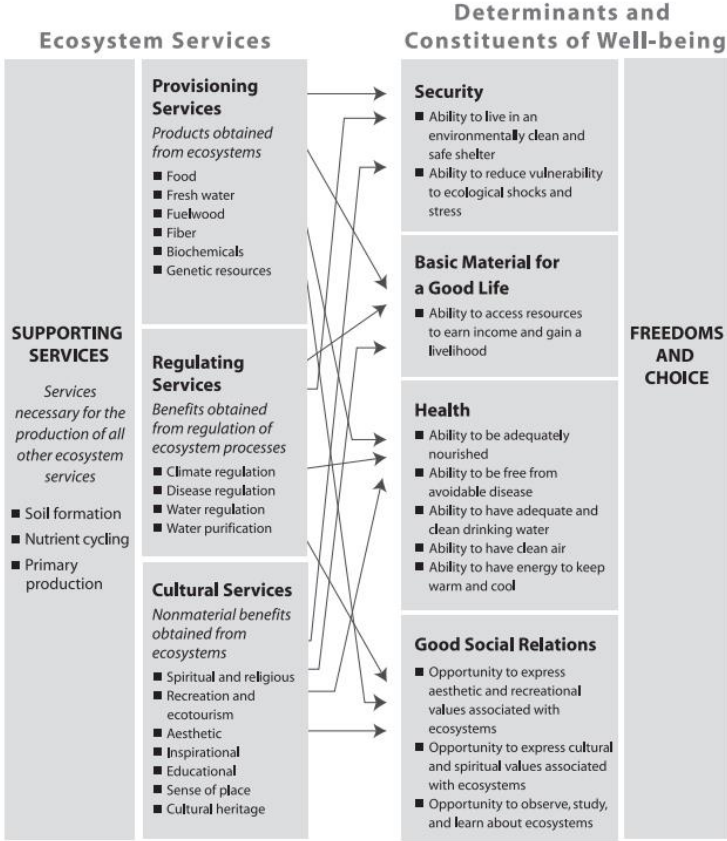 Ecosystem Services
Determinants and
Constituents of Well-being
SUPPORTING
SERVICES
Services
necessary for the
production of all
other ecosystem
services
■ Soil formation
■ Nutrient cycling
■ Primary
production
Provisioning
Services
Products obtained
from ecosystems
■ Food
■ Fresh water
■ Fuelwood
■ Fiber
■ Biochemicals
■ Genetic resources
Regulating
Services
Benefits obtained
from regulation of
ecosystem processes
■ Climate regulation
■ Disease regulation
■ Water regulation
■ Water purification
Cultural Services
Nonmaterial benefits
obtained from
ecosystems
■ Spiritual and religious
■ Recreation and
ecotourism
■ Aesthetic
■ Inspirational
■ Educational
■ Sense of place
■ Cultural heritage
Security
■ Ability to live in an
environmentally clean and
safe shelter
■ Ability to reduce vulnerability
to ecological shocks and
stress
Basic Material for
a Good Life
■ Ability to access resources
to earn income and gain a
livelihood
Health
■ Ability to be adequately
nourished
■ Ability to be free from
avoidable disease
■ Ability to have adequate and
clean drinking water
■ Ability to have clean air
■ Ability to have energy to keep
warm and cool
Good Social Relations
■ Opportunity to express
aesthetic and recreational
values associated with
ecosystems
■ Opportunity to express cultural
and spiritual values associated
with ecosystems
■ Opportunity to observe, study,
and learn about ecosystems
FREEDOMS
AND
CHOICE